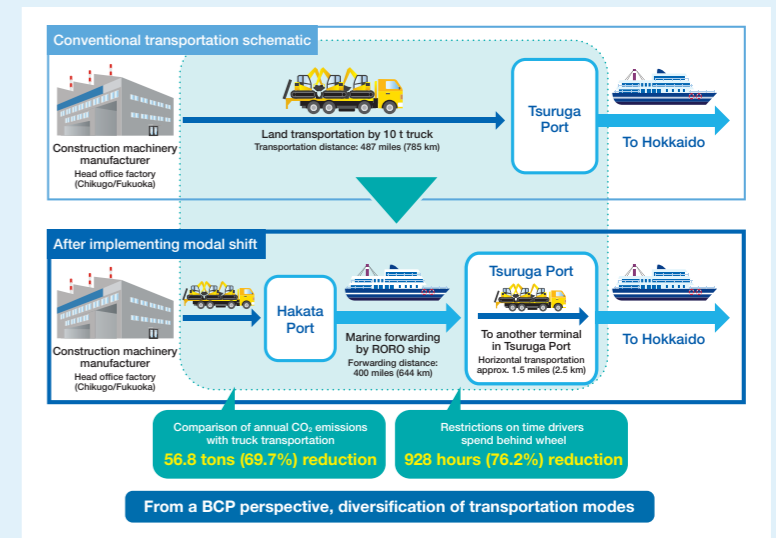 Conventional transportation schematic
Construction machinery
manufacturer
Head office factory
(Chikugo/Fukuoka)
Land transportation by 10 t truck
Transportation distance: 487 miles (785 km)
Tsuruga
Port
To Hokkaido
After implementing modal shift
Construction machinery
manufacturer
Head office factory
(Chikugo/Fukuoka)
Hakata
Port
Marine forwarding
by RORO ship
Forwarding distance:
400 miles (644 km)
Tsuruga Port
To another terminal
in Tsuruga Port
Horizontal transportation
approx. 1.5 miles (2.5 km)
To Hokkaido
Comparison of annual CO₂ emissions
with truck transportation
56.8 tons (69.7%) reduction
Restrictions on time drivers
spend behind wheel
928 hours (76.2%) reduction
From a BCP perspective, diversification of transportation modes